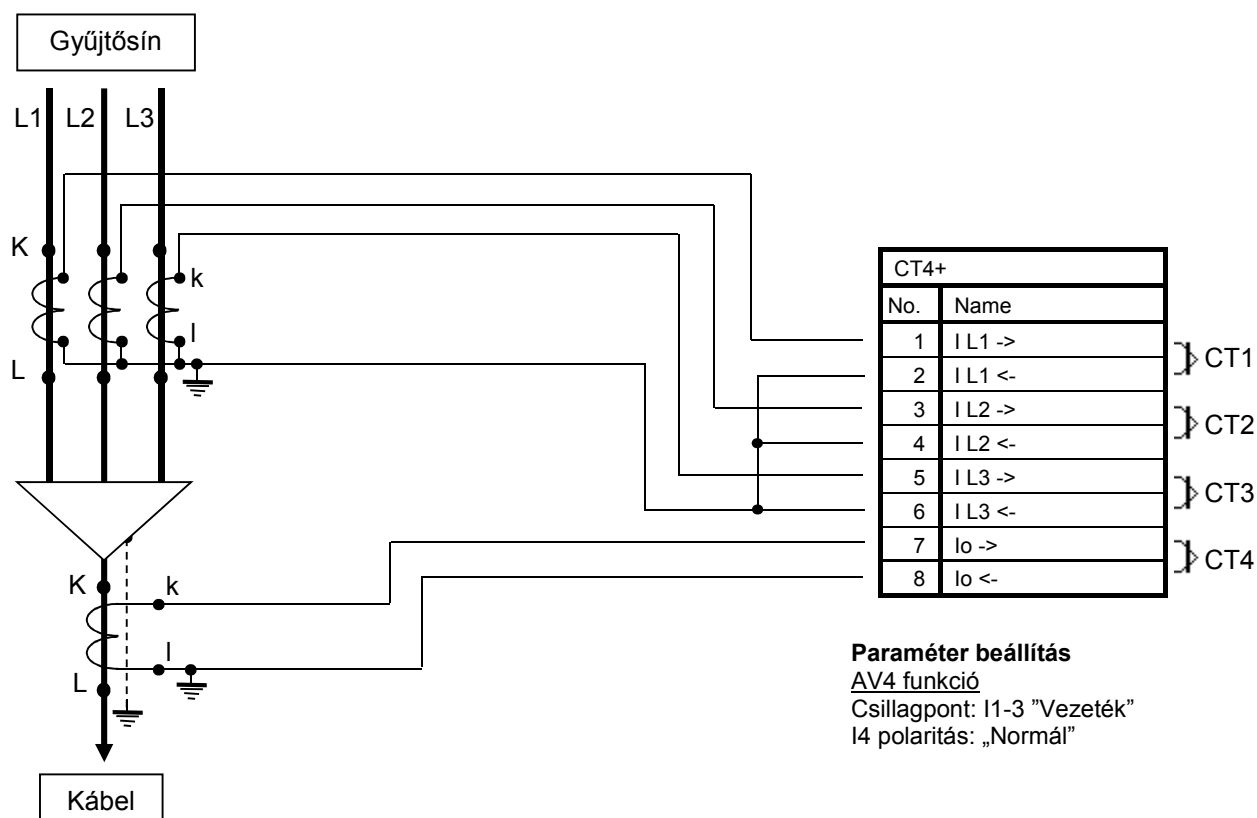 Gyűjtősín
L1 L2 L3
K
k
l
L
K
k
l
L
Kábel
CT4+
No. Name
1 I L1 ->
2 I L1 <-
3 I L2 ->
4 I L2 <-
5 I L3 ->
6 I L3 <-
7 Io ->
8 Io <-
CT1
CT2
CT3
CT4
Paraméter beállítás
AV4 funkció
Csillagpont: I1-3 ”Vezeték”
I4 polaritás: „Normál”